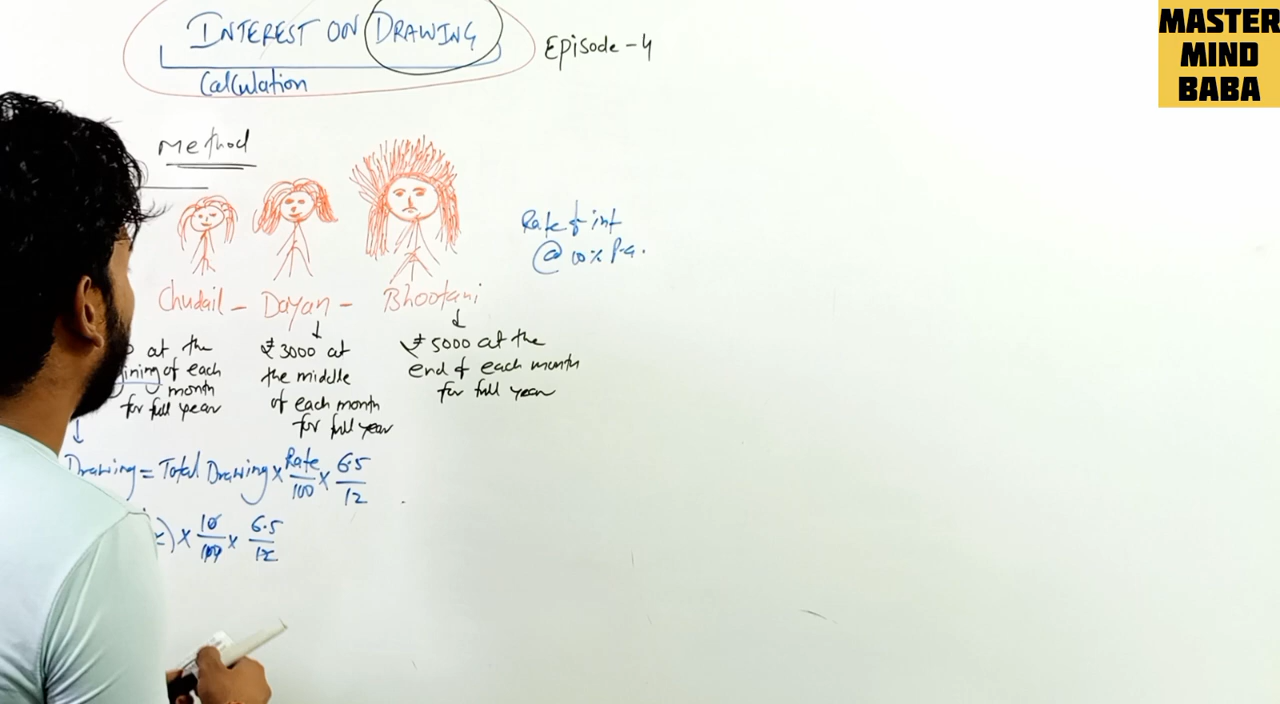 INTEREST ON DRAWING
Calculation
Episode - 4
MASTER
MIND
BABA
Method
Rate of int
@ 10% P.a.
Chudail - Dayan - Bhootani
at the
of each
month
for full year
₹ 3000 at
the middle
of each month
for full year
₹ 5000 at the
end of each month
for full year
Drawing = Total Drawing × Rate/100 × 6.5/12
) × 10/100 × 6.5/12